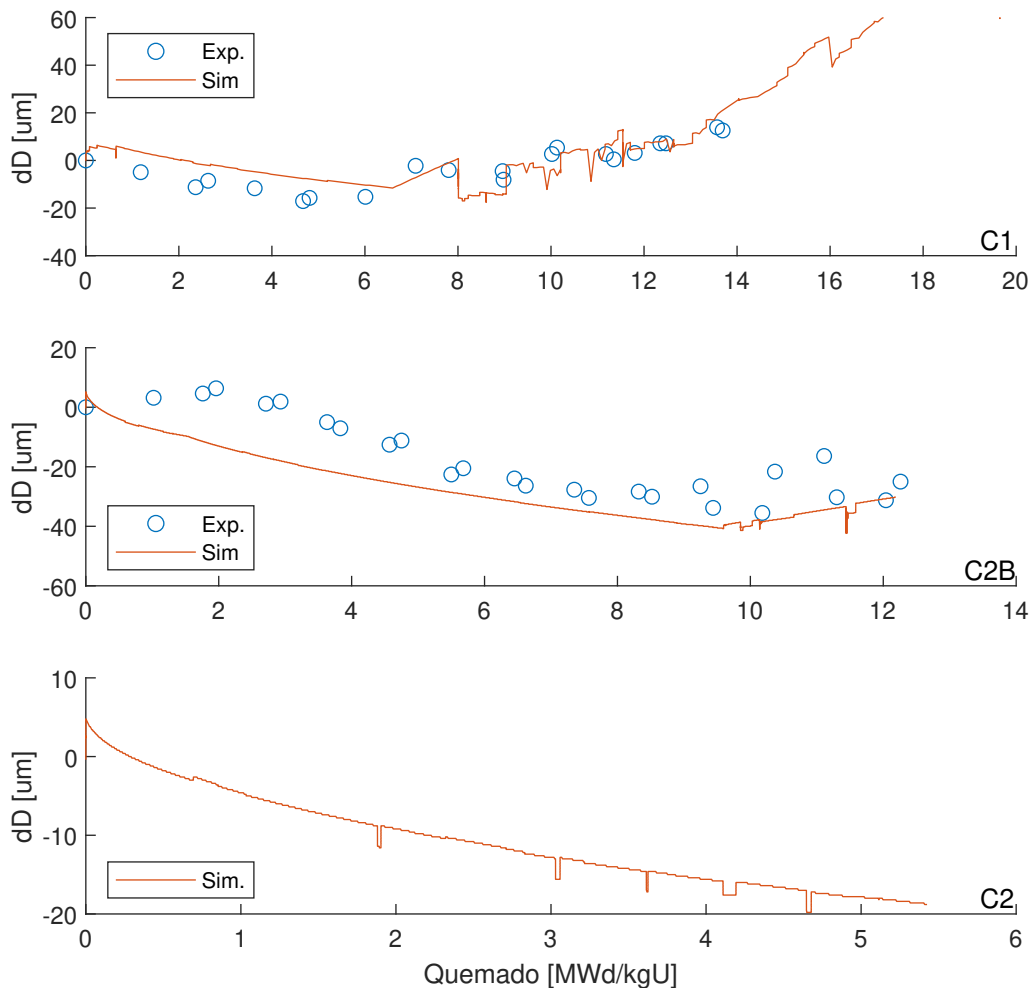 60
40
20
0
-20
-40
dD [um]
Exp.
Sim
C1
0 2 4 6 8 10 12 14 16 18 20
20
0
-20
-40
-60
dD [um]
Exp.
Sim
C2B
0 2 4 6 8 10 12 14
10
0
-10
-20
dD [um]
Sim.
C2
0 1 2 3 4 5 6
Quemado [MWd/kgU]